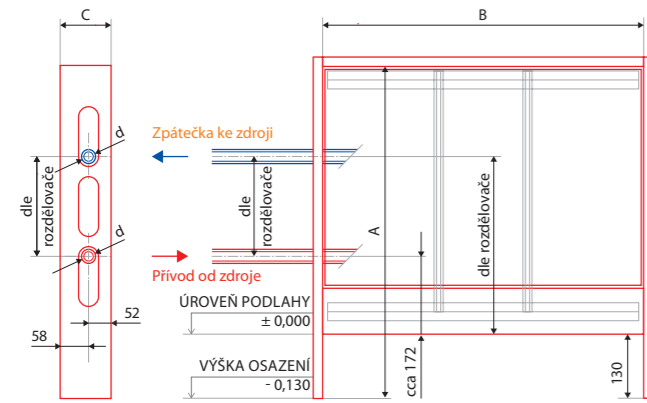 C
B
d
Zpátečka ke zdroji
dle
rozdělovače
dle
rozdělovače
A
dle rozdělovače
d
Přívod od zdroje
52
58
ÚROVEŇ PODLAHY
± 0,000
VÝŠKA OSAZENÍ
- 0,130
cca 172
130